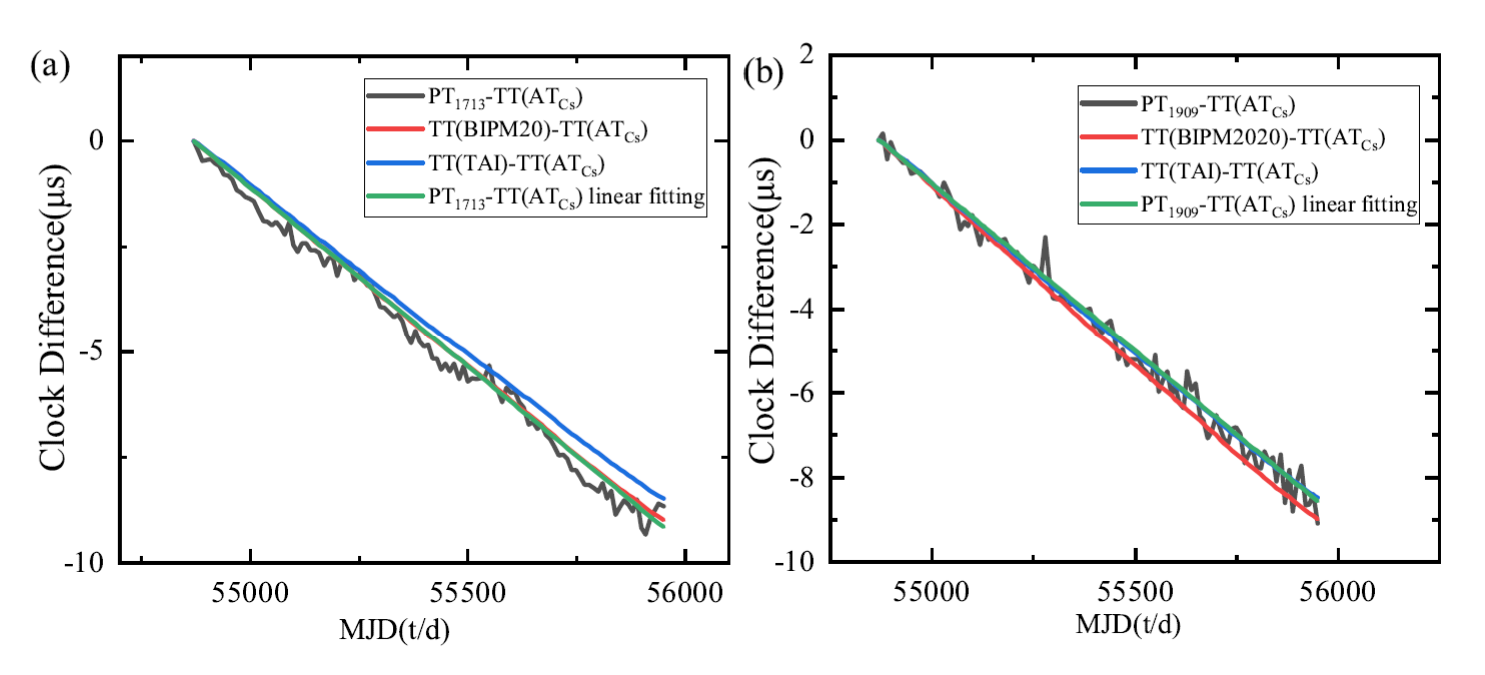 (a)
PT1713-TT(ATCs)
TT(BIPM20)-TT(ATCs)
TT(TAI)-TT(ATCs)
PT1713-TT(ATCs) linear fitting
0
-5
-10
Clock Difference(μs)
55000 55500 56000
MJD(t/d)
(b)
PT1909-TT(ATCs)
TT(BIPM2020)-TT(ATCs)
TT(TAI)-TT(ATCs)
PT1909-TT(ATCs) linear fitting
2
0
-2
-4
-6
-8
-10
Clock Difference(μs)
55000 55500 56000
MJD(t/d)